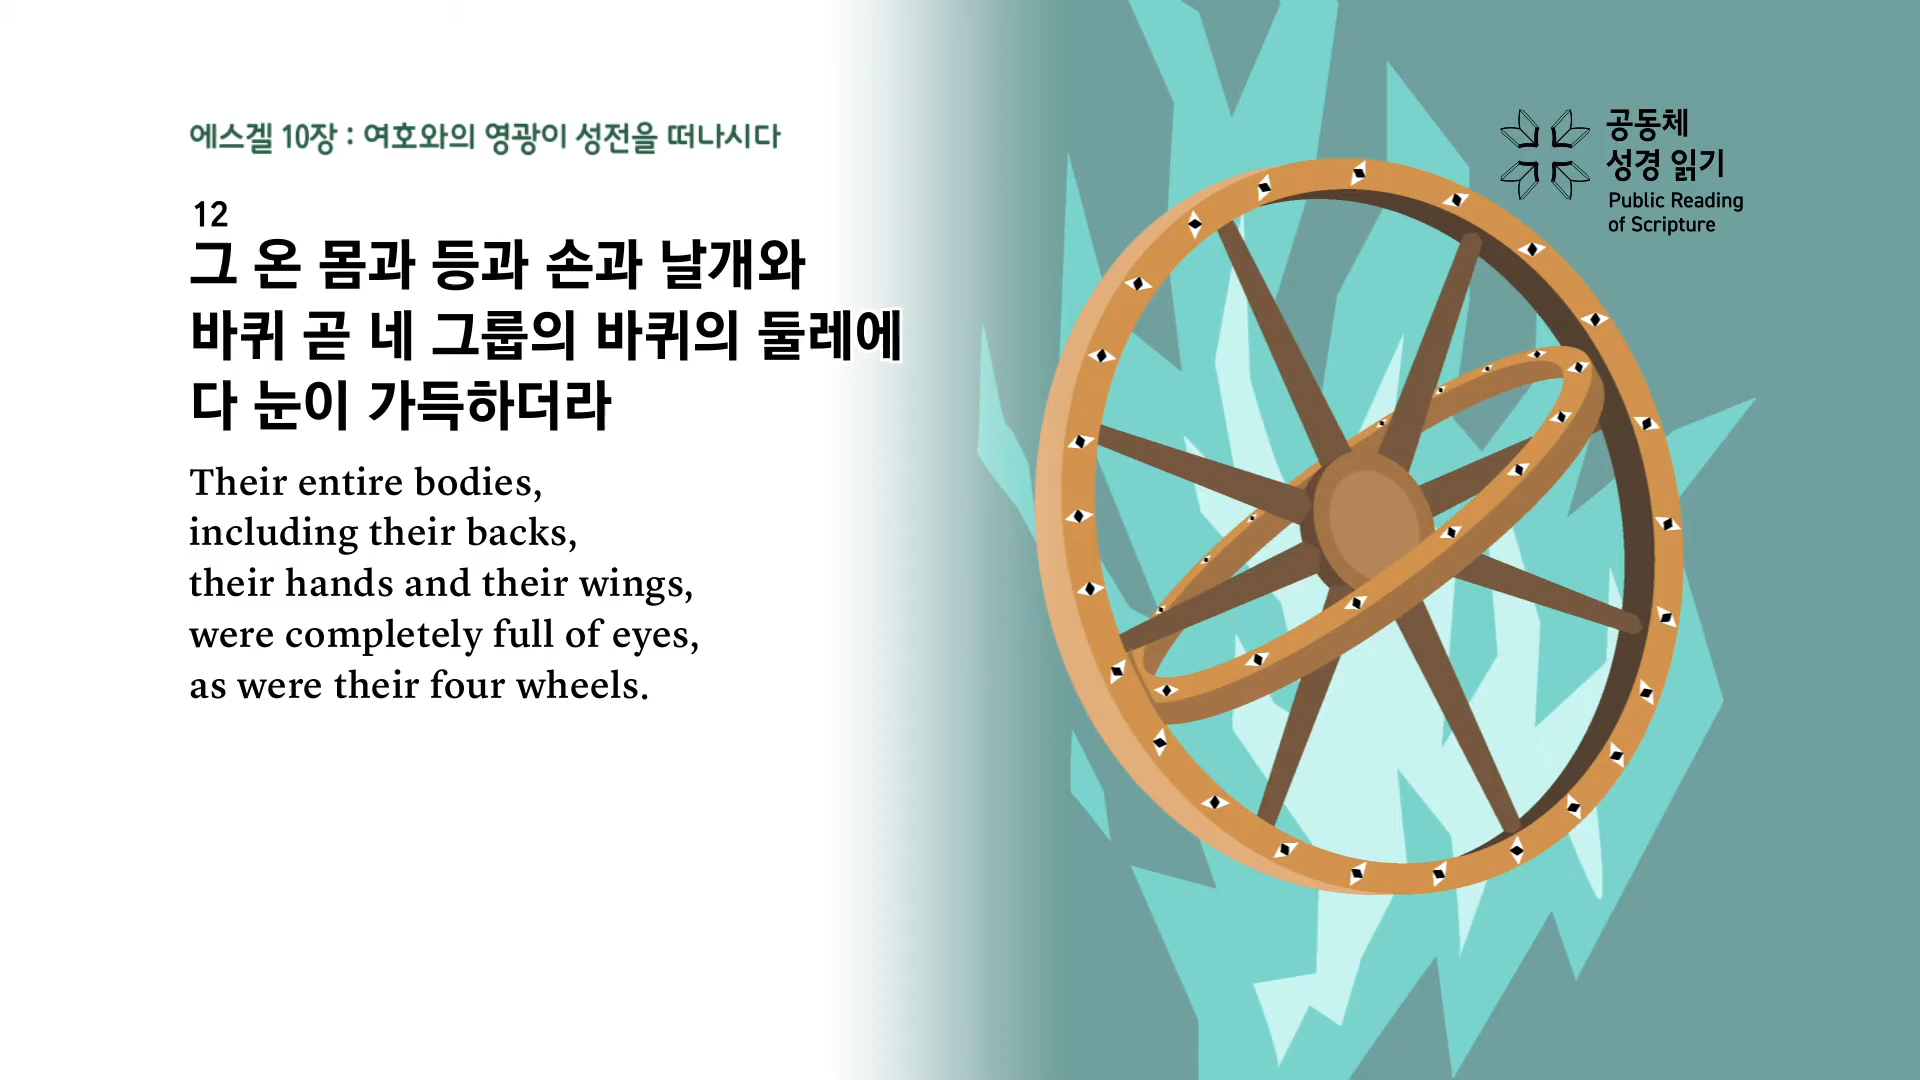 에스겔 10장 : 여호와의 영광이 성전을 떠나시다
12
그 온 몸과 등과 손과 날개와
바퀴 곧 네 그룹의 바퀴의 둘레에
다 눈이 가득하더라
Their entire bodies,
including their backs,
their hands and their wings,
were completely full of eyes,
as were their four wheels.
공동체
성경 읽기
Public Reading
of Scripture